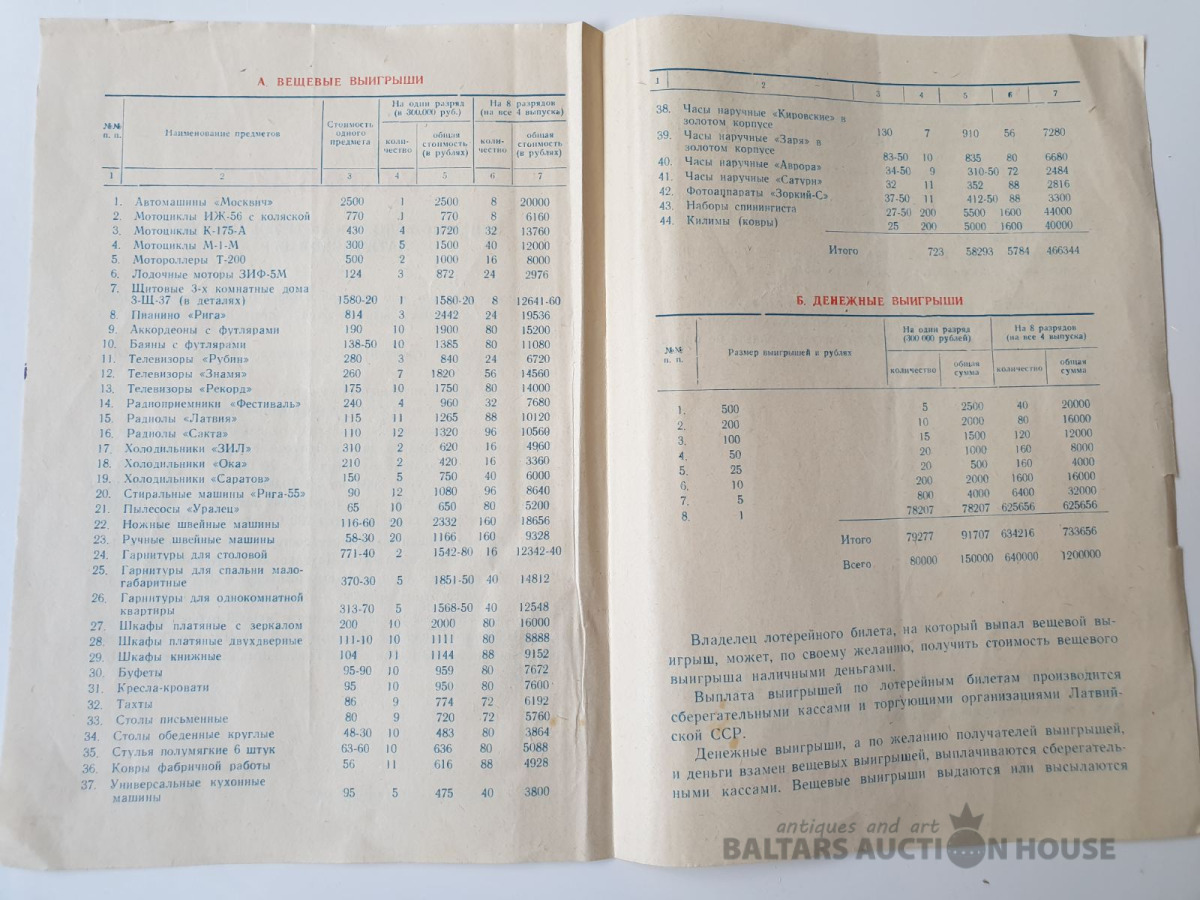 А. ВЕЩЕВЫЕ ВЫИГРЫШИ
№№ п. п. | Наименование предметов | Стоимость одного предмета | На один разряд (в 300.000 руб.) | На 8 разрядов (на все 4 выпуска)
коли-чество | общая стоимость (в рублях) | коли-чество | общая стоимость (в рублях)
1 2 3 4 5 6 7
1. Автомашины «Москвич» 2500 1 2500 8 20000
2. Мотоциклы ИЖ-56 с коляской 770 1 770 8 6160
3. Мотоциклы К-175-А 430 4 1720 32 13760
4. Мотоциклы М-1-М 300 5 1500 40 12000
5. Мотороллеры Т-200 500 2 1000 16 8000
6. Лодочные моторы ЗИФ-5М 124 3 872 24 2976
7. Щитовые 3-х комнатные дома
3-Щ-37 (в деталях) 1580-20 1 1580-20 8 12641-60
8. Пианино «Рига» 814 3 2442 24 19536
9. Аккордеоны с футлярами 190 10 1900 80 15200
10. Баяны с футлярами 138-50 10 1385 80 11080
11. Телевизоры «Рубин» 280 3 840 24 6720
12. Телевизоры «Знамя» 260 7 1820 56 14560
13. Телевизоры «Рекорд» 175 10 1750 80 14000
14. Радиоприемники «Фестиваль» 240 4 960 32 7680
15. Радиолы «Латвия» 115 11 1265 88 10120
16. Радиолы «Сакта» 110 12 1320 96 10560
17. Холодильники «ЗИЛ» 310 2 620 16 4960
18. Холодильники «Ока» 210 2 420 16 3360
19. Холодильники «Саратов» 150 5 750 40 6000
20. Стиральные машины «Рига-55» 90 12 1080 96 8640
21. Пылесосы «Уралец» 65 10 650 80 5200
22. Ножные швейные машины 116-60 20 2332 160 18656
23. Ручные швейные машины 58-30 20 1166 160 9328
24. Гарнитуры для столовой 771-40 2 1542-80 16 12342-40
25. Гарнитуры для спальни мало-
габаритные 370-30 5 1851-50 40 14812
26. Гарнитуры для однокомнатной
квартиры 313-70 5 1568-50 40 12548
27. Шкафы платяные с зеркалом 200 10 2000 80 16000
28. Шкафы платяные двухдверные 111-10 10 1111 80 8888
29. Шкафы книжные 104 11 1144 88 9152
30. Буфеты 95-90 10 959 80 7672
31. Кресла-кровати 95 10 950 80 7600
32. Тахты 86 9 774 72 6192
33. Столы письменные 80 9 720 72 5760
34. Столы обеденные круглые 48-30 10 483 80 3864
35. Стулья полумягкие 6 штук 63-60 10 636 80 5088
36. Ковры фабричной работы 56 11 616 88 4928
37. Универсальные кухонные
машины 95 5 475 40 3800
1 2 3 4 5 6 7
38. Часы наручные «Кировские» в
золотом корпусе 130 7 910 56 7280
39. Часы наручные «Заря» в
золотом корпусе 83-50 10 835 80 6680
40. Часы наручные «Аврора» 34-50 9 310-50 72 2484
41. Часы наручные «Сатурн» 32 11 352 88 2816
42. Фотоаппараты «Зоркий-С» 37-50 11 412-50 88 3300
43. Наборы спинингиста 27-50 200 5500 1600 44000
44. Килимы (ковры) 25 200 5000 1600 40000
Итого 723 58293 5784 466344
Б. ДЕНЕЖНЫЕ ВЫИГРЫШИ
№№ п. п. | Размер выигрышей в рублях | На один разряд (300 000 рублей) | На 8 разрядов (на все 4 выпуска)
количество | общая сумма | количество | общая сумма
1. 500 5 2500 40 20000
2. 200 10 2000 80 16000
3. 100 15 1500 120 12000
4. 50 20 1000 160 8000
5. 25 20 500 160 4000
6. 10 200 2000 1600 16000
7. 5 800 4000 6400 32000
8. 1 78207 78207 625656 625656
Итого 79277 91707 634216 733656
Всего 80000 150000 640000 1200000
Владелец лотерейного билета, на который выпал вещевой вы-
игрыш, может, по своему желанию, получить стоимость вещевого
выигрыша наличными деньгами.
Выплата выигрышей по лотерейным билетам производится
сберегательными кассами и торгующими организациями Латвий-
ской ССР.
Денежные выигрыши, а по желанию получателей выигрышей,
и деньги взамен вещевых выигрышей, выплачиваются сберегатель-
ными кассами. Вещевые выигрыши выдаются или высылаются
antiques and art
BALTARS AUCTION HOUSE